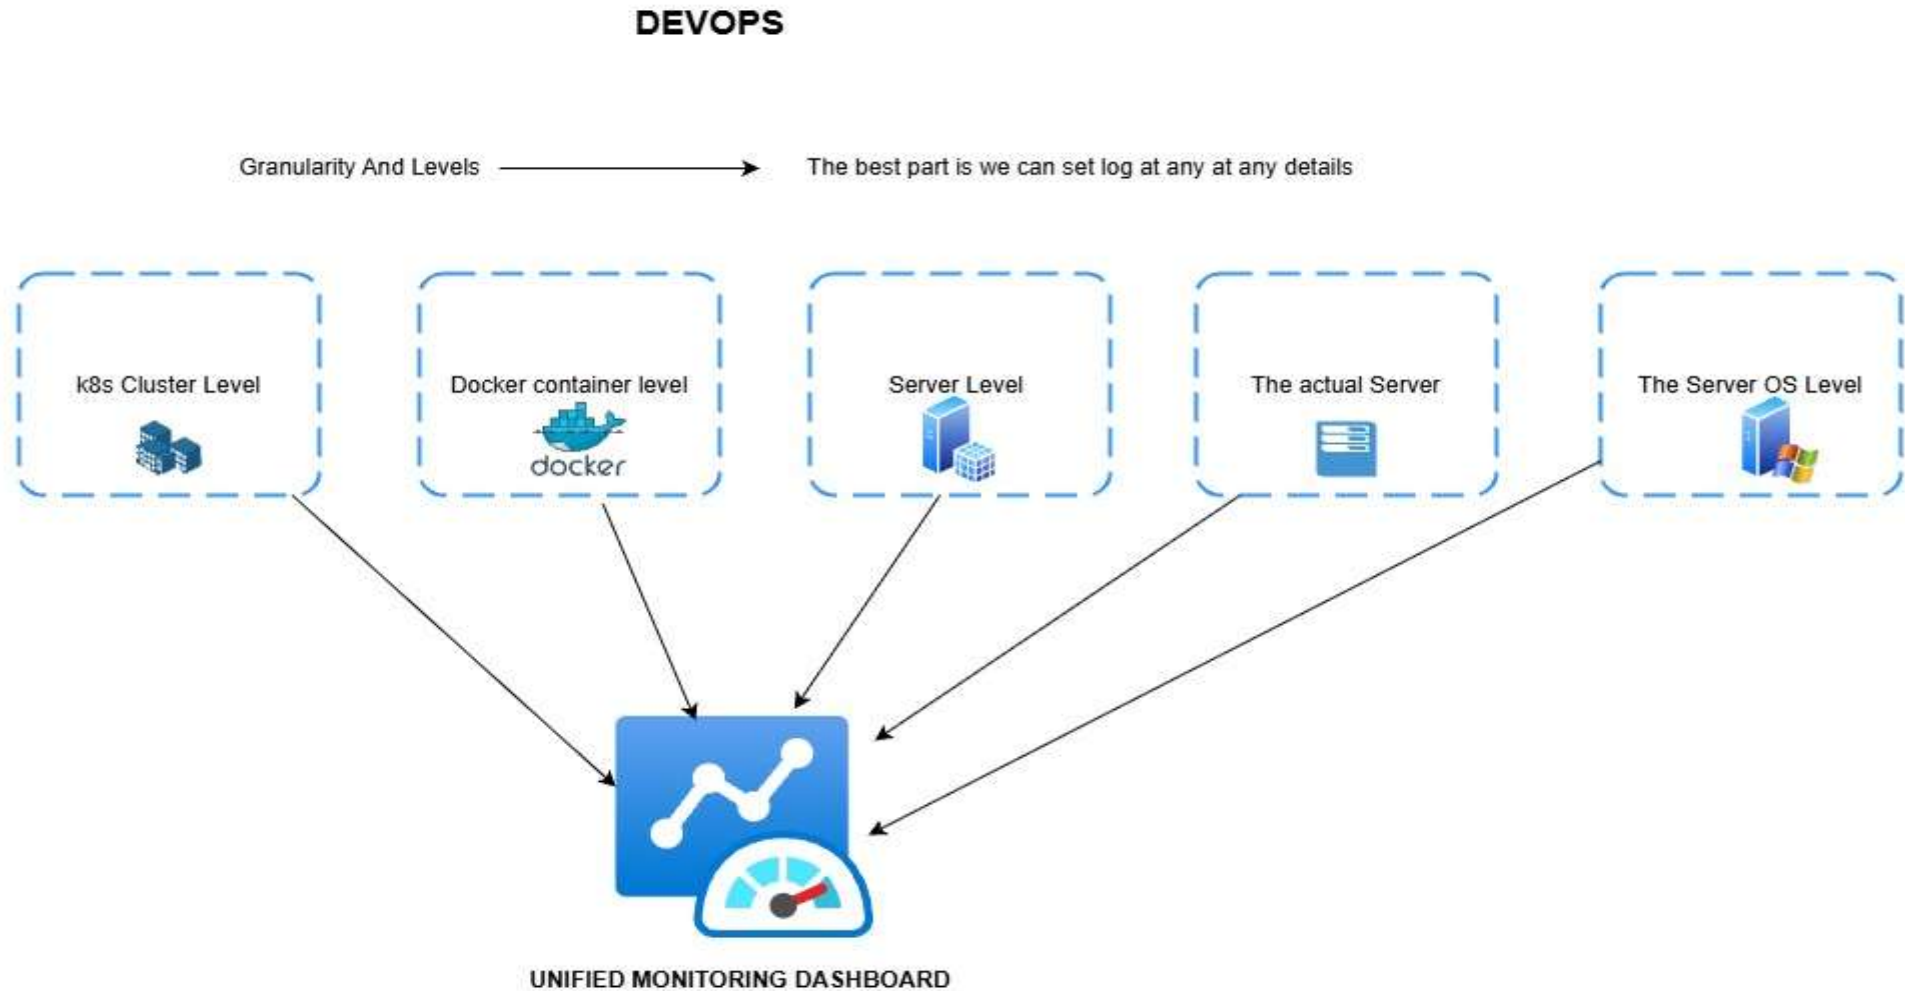 DEVOPS
Granularity And Levels
The best part is we can set log at any at any details
k8s Cluster Level
Docker container level
docker
Server Level
The actual Server
The Server OS Level
UNIFIED MONITORING DASHBOARD